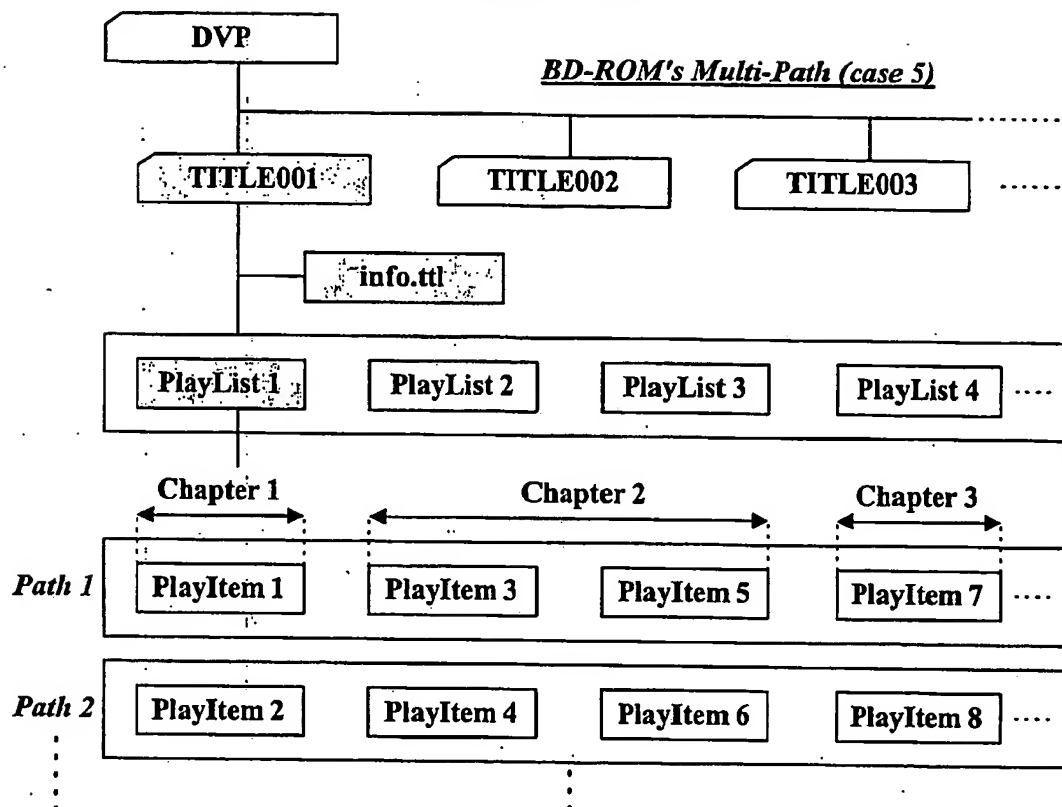 DVP
BD-ROM's Multi-Path (case 5)
TITLE001 TITLE002 TITLE003
info.ttl
PlayList 1 PlayList 2 PlayList 3 PlayList 4
Chapter 1 Chapter 2 Chapter 3
Path 1 PlayItem 1 PlayItem 3 PlayItem 5 PlayItem 7
Path 2 PlayItem 2 PlayItem 4 PlayItem 6 PlayItem 8